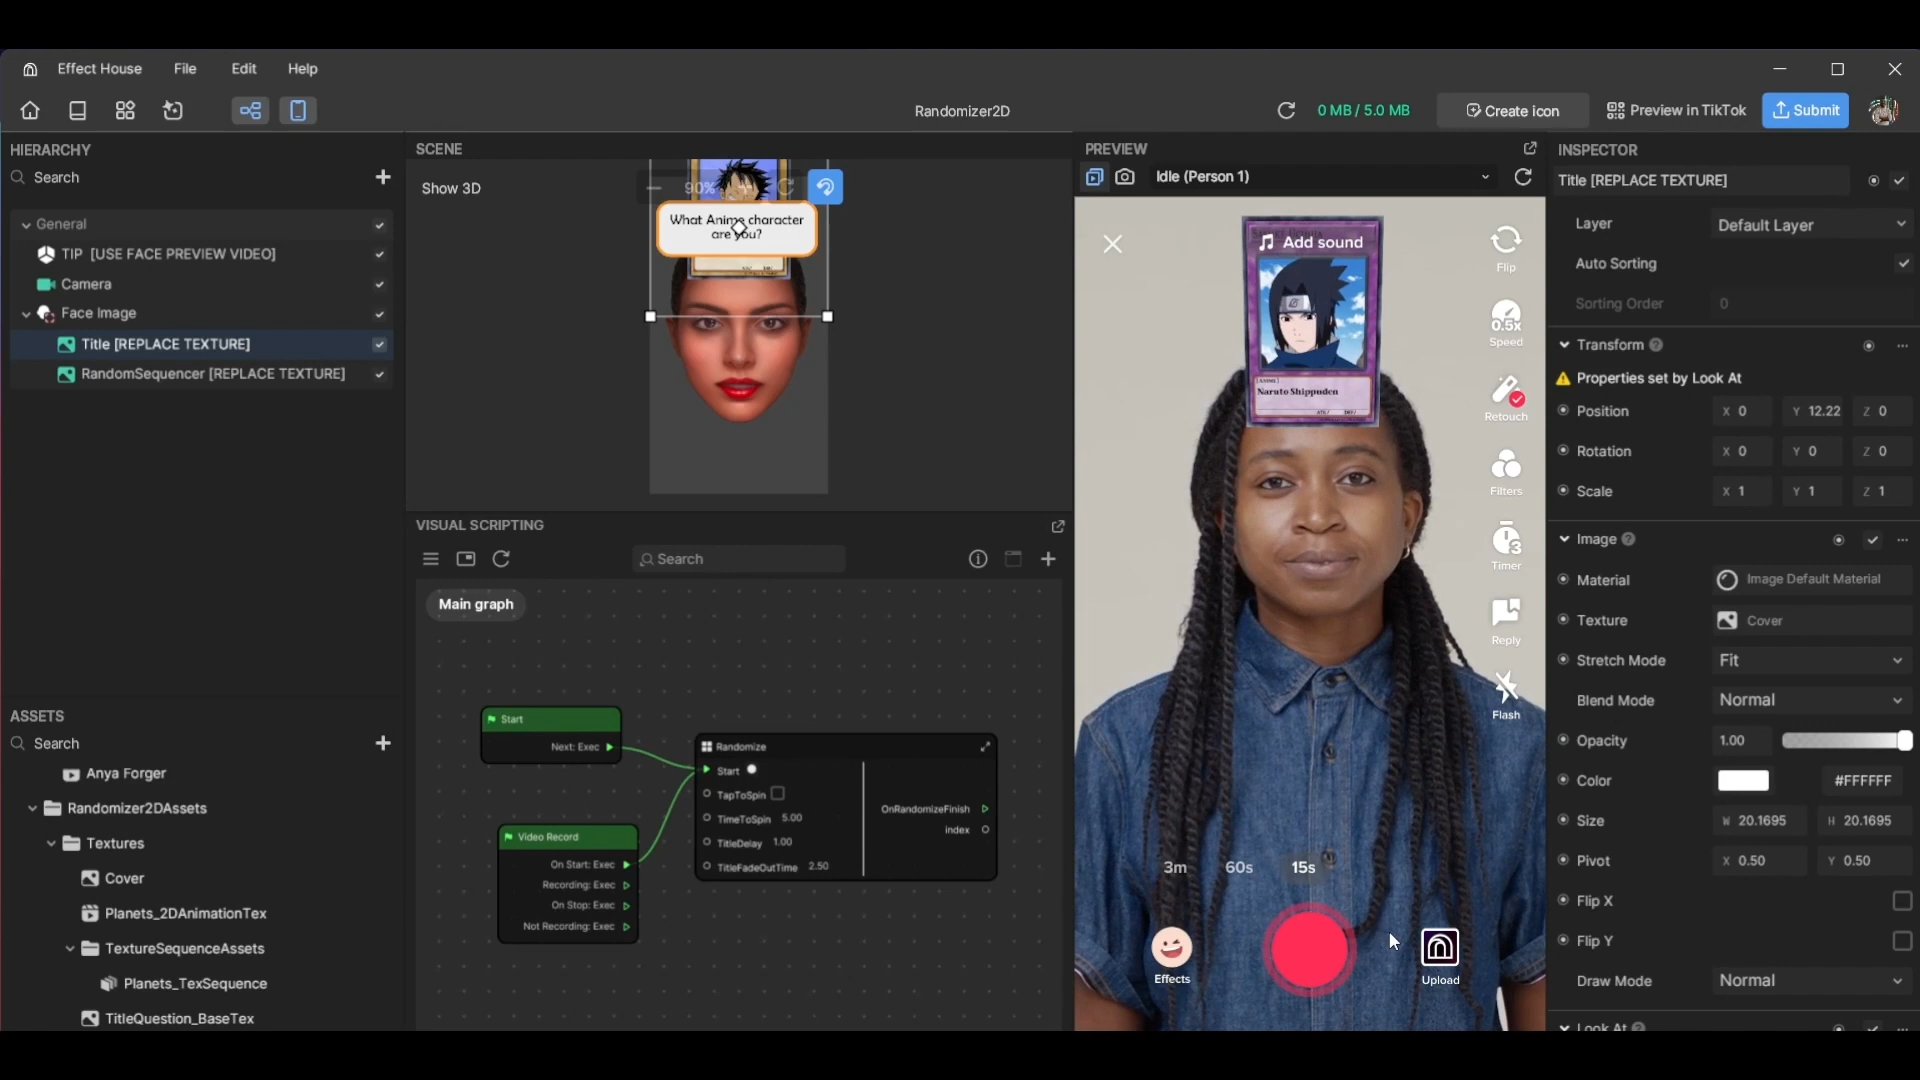 Effect House File Edit Help
Randomizer2D
0 MB / 5.0 MB
Create icon
Preview in TikTok
Submit
HIERARCHY
Search
General
TIP [USE FACE PREVIEW VIDEO]
Camera
Face Image
Title [REPLACE TEXTURE]
RandomSequencer [REPLACE TEXTURE]
ASSETS
Search
Anya Forger
Randomizer2DAssets
Textures
Cover
Planets_2DAnimationTex
TextureSequenceAssets
Planets_TexSequence
TitleQuestion_BaseTex
SCENE
Show 3D
90%
What Anime character
are you?
VISUAL SCRIPTING
Search
Main graph
Start
Next: Exec
Video Record
On Start: Exec
Recording: Exec
On Stop: Exec
Not Recording: Exec
Randomize
Start
TapToSpin
TimeToSpin 5.00
TitleDelay 1.00
TitleFadeOutTime 2.50
OnRandomizeFinish
index
PREVIEW
Idle (Person 1)
Add sound
[ANIME]
Naruto Shippuden
ATK/ DEF/
Flip
0.5x
Speed
Retouch
Filters
3
Timer
Reply
Flash
3m 60s 15s
Effects
Upload
INSPECTOR
Title [REPLACE TEXTURE]
Layer Default Layer
Auto Sorting
Sorting Order 0
Transform
Properties set by Look At
Position X 0 Y 12.22 Z 0
Rotation X 0 Y 0 Z 0
Scale X 1 Y 1 Z 1
Image
Material Image Default Material
Texture Cover
Stretch Mode Fit
Blend Mode Normal
Opacity 1.00
Color #FFFFFF
Size W 20.1695 H 20.1695
Pivot X 0.50 Y 0.50
Flip X
Flip Y
Draw Mode Normal
Look At